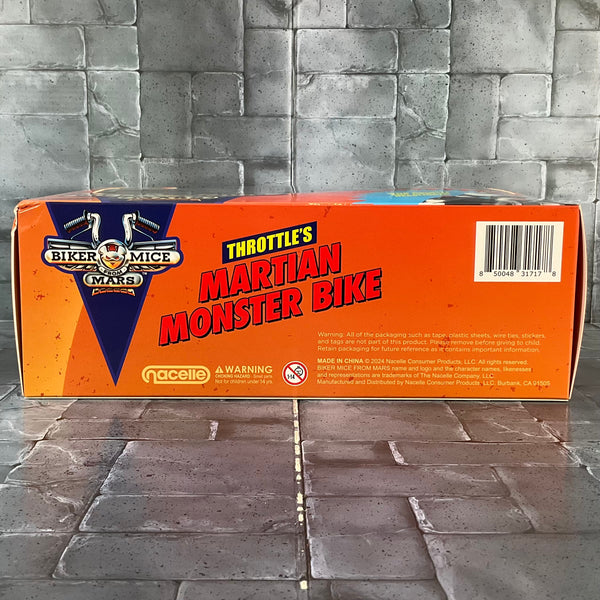 BIKER MICE
FROM
MARS
THROTTLE'S
MARTIAN
MONSTER BIKE
8 50048 31717 8
Warning: All of the packaging such as tape, plastic sheets, wire ties, stickers,
and tags are not part of this product. Please remove before giving to child.
Retain packaging for future reference as it contains important information.
nacelle
WARNING
CHOKING HAZARD - Small parts.
Not for children under 14 yrs.
MADE IN CHINA © 2024 Nacelle Consumer Products, LLC. All rights reserved.
BIKER MICE FROM MARS name and logo and the character names, likenesses
and representations are trademarks of The Nacelle Company, LLC.
Manufactured and Distributed by Nacelle Consumer Products, LLC, Burbank, CA 91505